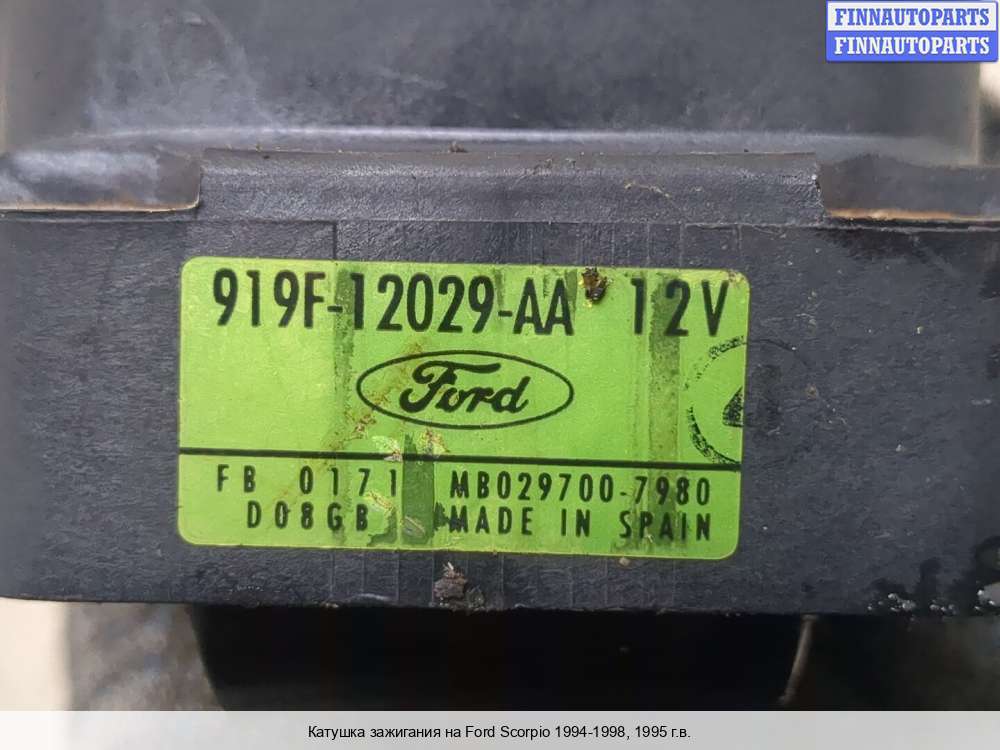 FINNAUTOPARTS
FINNAUTOPARTS
919F-12029-AA 12V
Ford
FB 0171 MB029700-7980
D08GB MADE IN SPAIN
Катушка зажигания на Ford Scorpio 1994-1998, 1995 г.в.